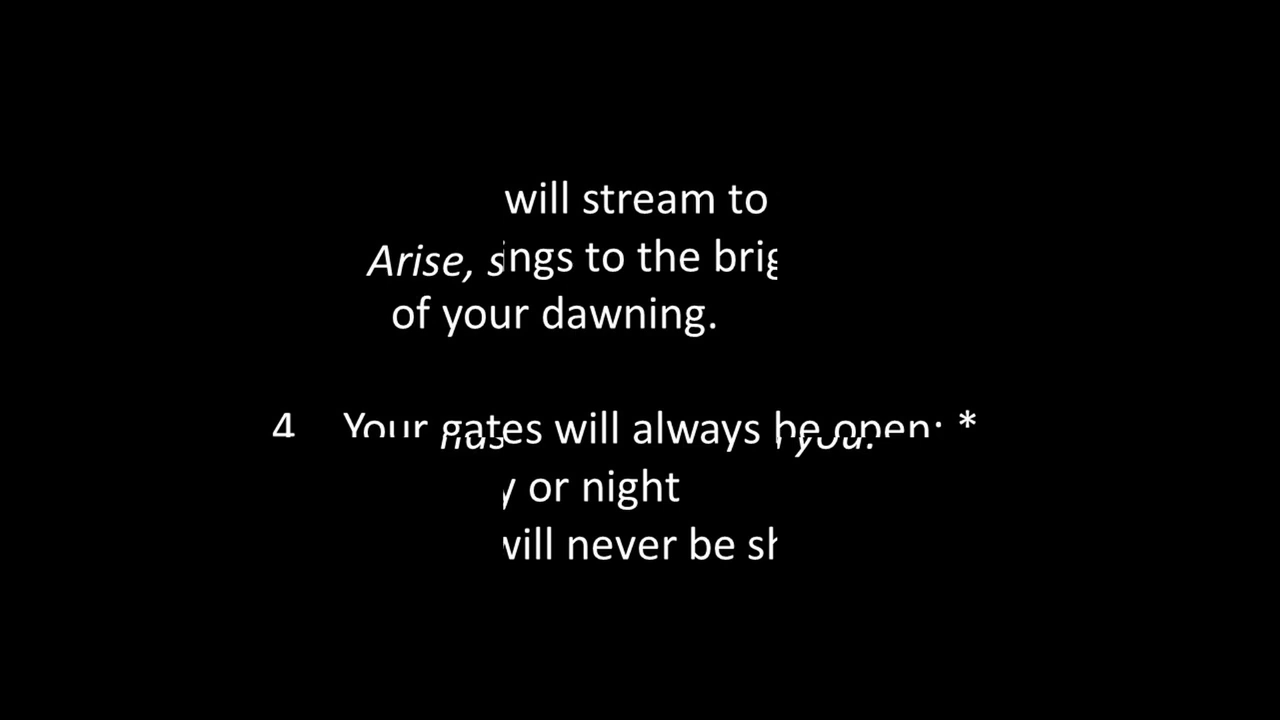 will stream to
Arise, sings to the brig
of your dawning.
4 Your gates will always be open; *
y or night
will never be sh